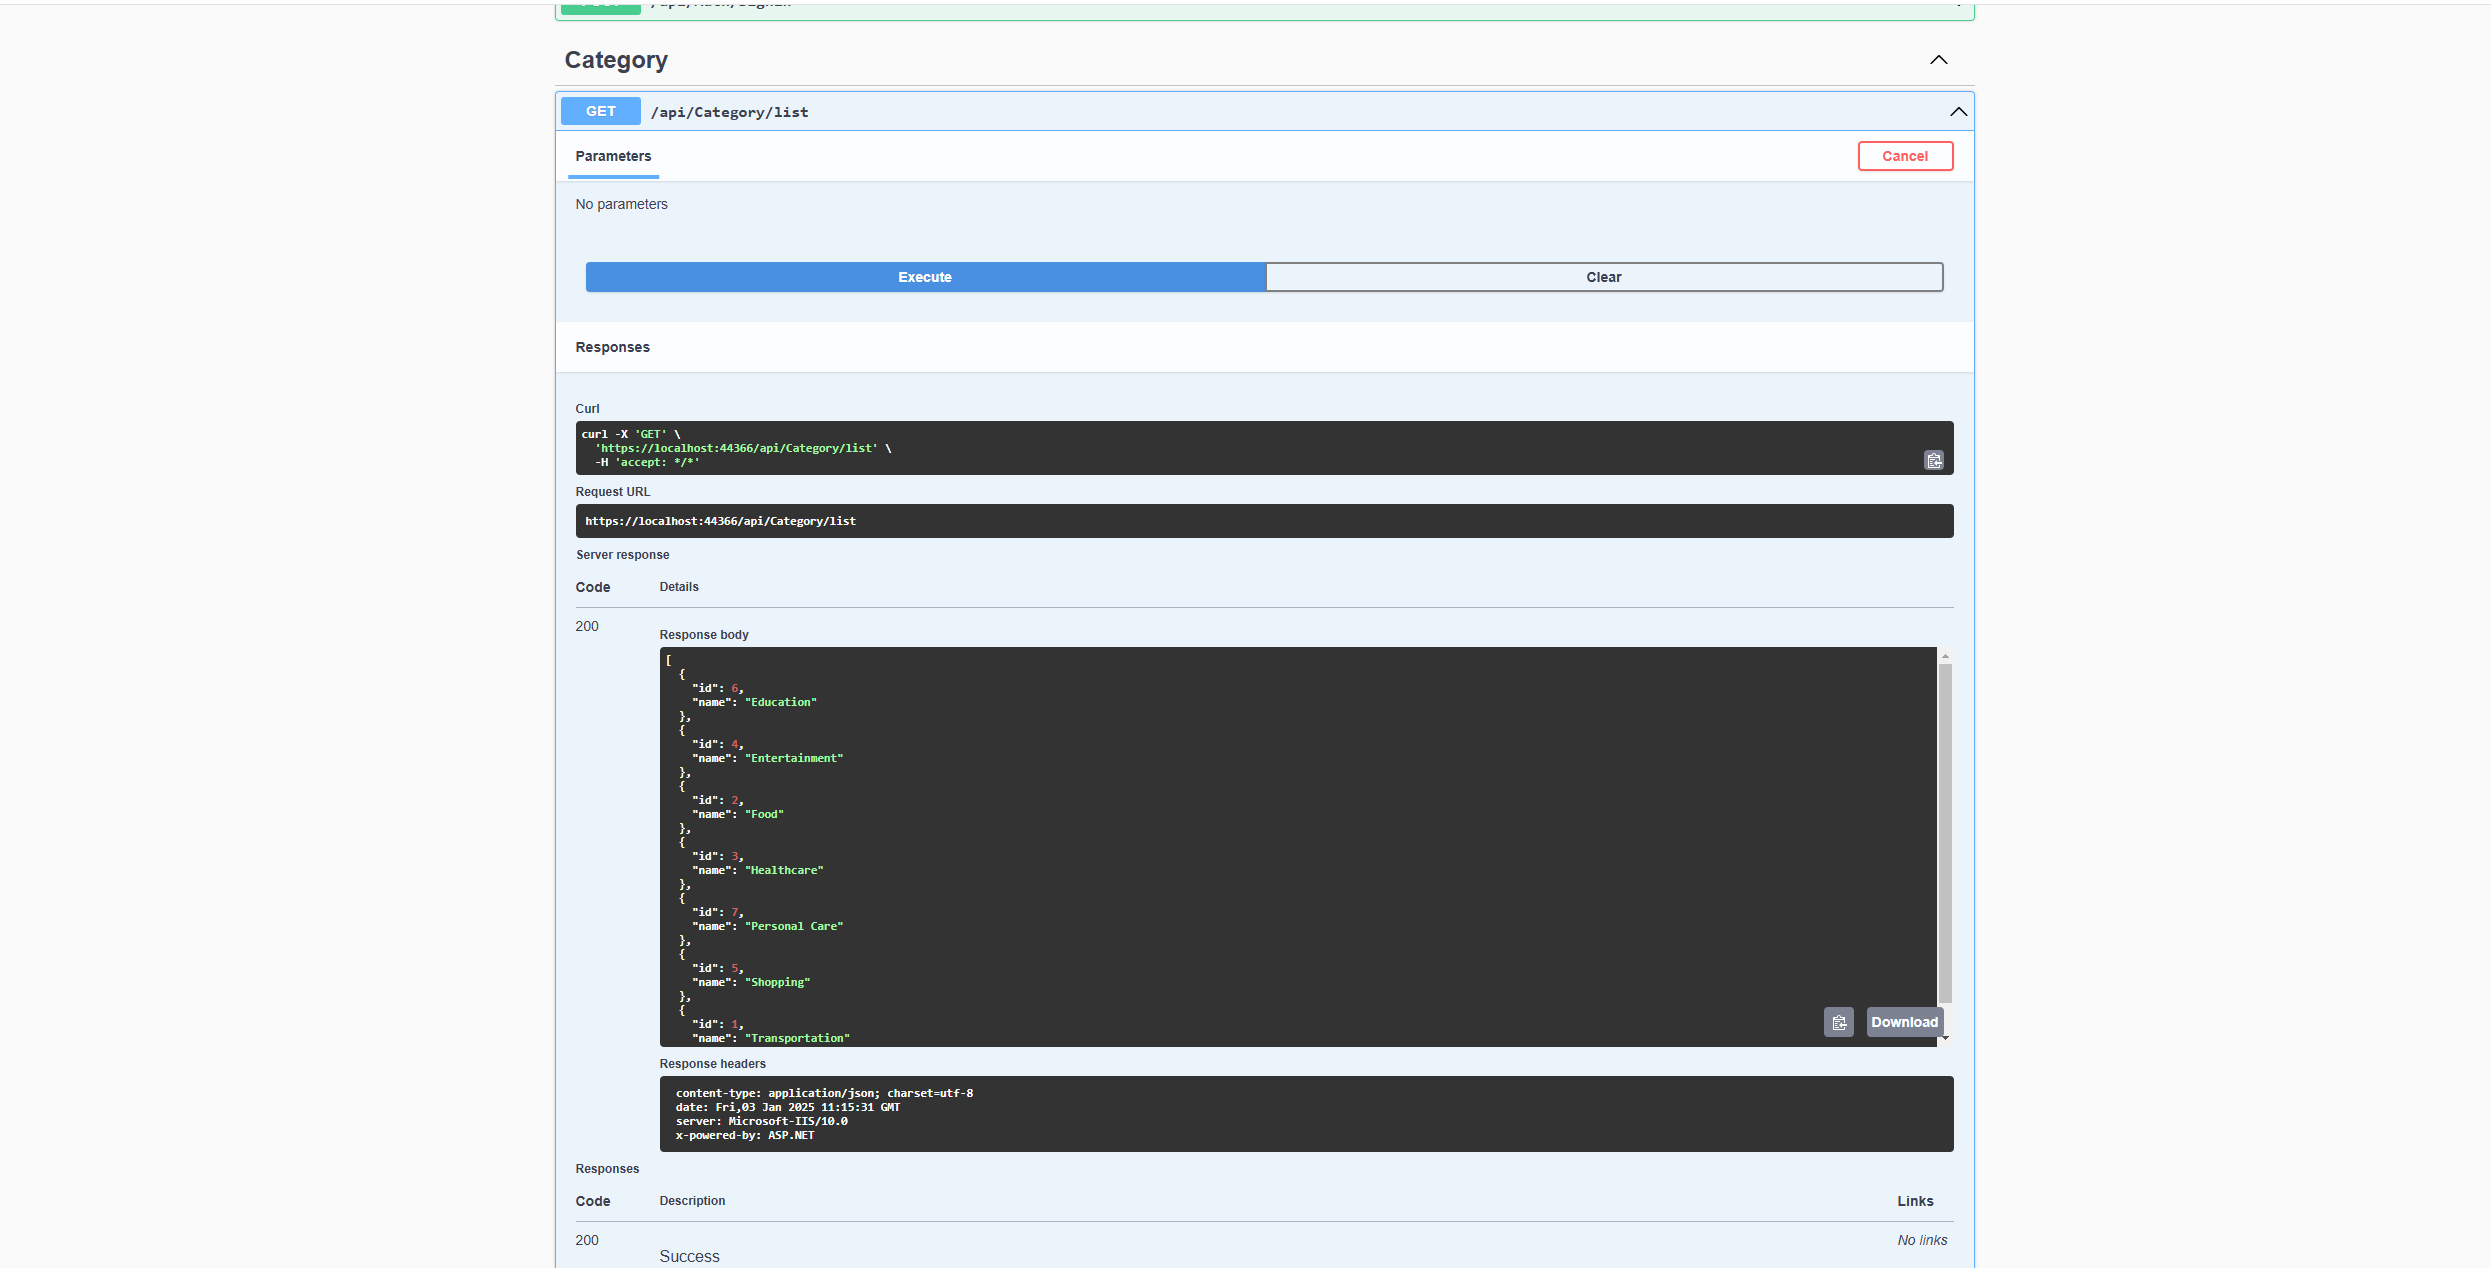 Category
GET /api/Category/list
Parameters
Cancel
No parameters
Execute
Clear
Responses
Curl
curl -X 'GET' \
'https://localhost:44366/api/Category/list' \
-H 'accept: */*'
Request URL
https://localhost:44366/api/Category/list
Server response
Code Details
200
Response body
[
{
"id": 6,
"name": "Education"
},
{
"id": 4,
"name": "Entertainment"
},
{
"id": 2,
"name": "Food"
},
{
"id": 3,
"name": "Healthcare"
},
{
"id": 7,
"name": "Personal Care"
},
{
"id": 5,
"name": "Shopping"
},
{
"id": 1,
"name": "Transportation"
Download
Response headers
content-type: application/json; charset=utf-8
date: Fri,03 Jan 2025 11:15:31 GMT
server: Microsoft-IIS/10.0
x-powered-by: ASP.NET
Responses
Code Description Links
200 No links
Success